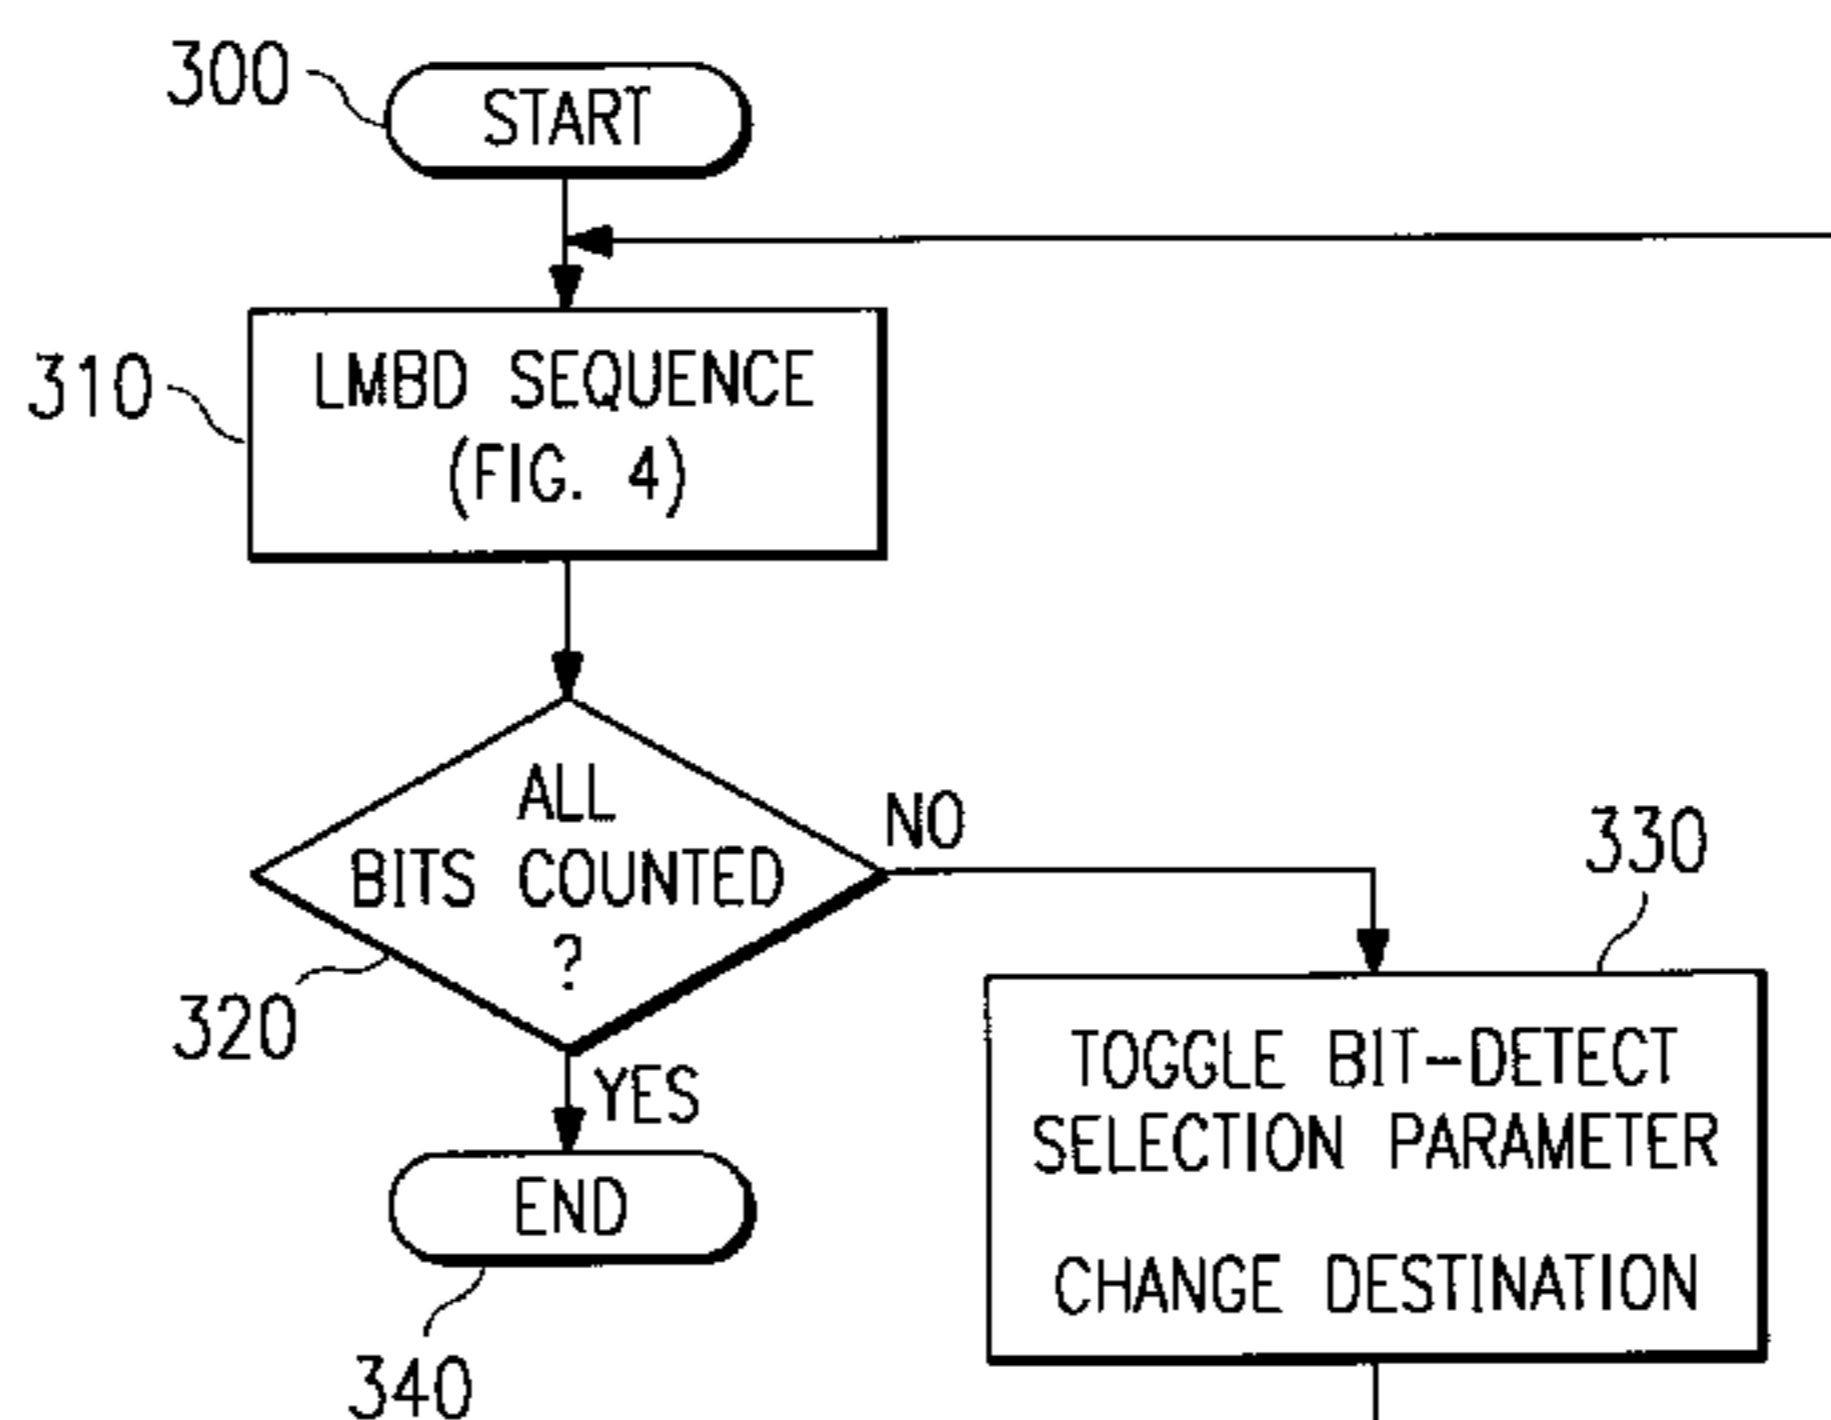 300
START
310
LMBD SEQUENCE
(FIG. 4)
ALL
BITS COUNTED
?
NO
320
YES
330
TOGGLE BIT-DETECT
SELECTION PARAMETER
CHANGE DESTINATION
END
340